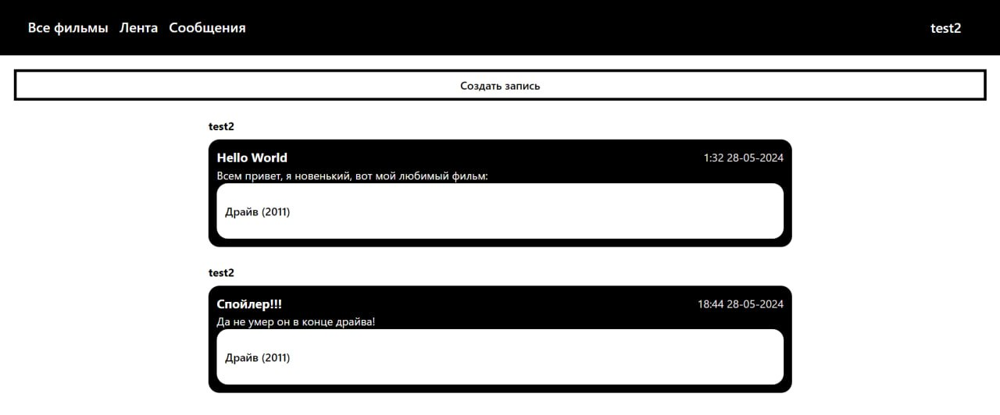 Все фильмы Лента Сообщения test2
Создать запись
test2
Hello World 1:32 28-05-2024
Всем привет, я новенький, вот мой любимый фильм:
Драйв (2011)
test2
Спойлер!!! 18:44 28-05-2024
Да не умер он в конце драйва!
Драйв (2011)